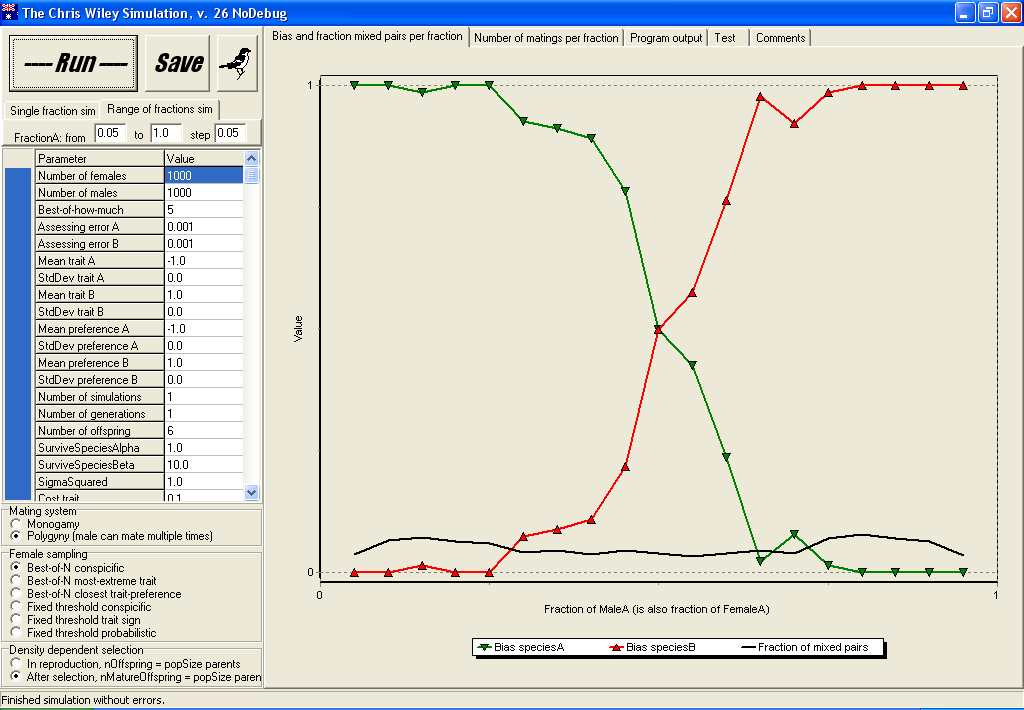 The Chris Wiley Simulation, v. 26 NoDebug
---- Run ----
Save
Single fraction sim
Range of fractions sim
FractionA: from 0.05 to 1.0 step 0.05
Parameter Value
Number of females 1000
Number of males 1000
Best-of-how-much 5
Assessing error A 0.001
Assessing error B 0.001
Mean trait A -1.0
StdDev trait A 0.0
Mean trait B 1.0
StdDev trait B 0.0
Mean preference A -1.0
StdDev preference A 0.0
Mean preference B 1.0
StdDev preference B 0.0
Number of simulations 1
Number of generations 1
Number of offspring 6
SurviveSpeciesAlpha 1.0
SurviveSpeciesBeta 10.0
SigmaSquared 1.0
Cost trait 0.1
Mating system
Monogamy
Polygyny (male can mate multiple times)
Female sampling
Best-of-N conspicific
Best-of-N most-extreme trait
Best-of-N closest trait-preference
Fixed threshold conspicific
Fixed threshold trait sign
Fixed threshold probabilistic
Density dependent selection
In reproduction, nOffspring = popSize parents
After selection, nMatureOffspring = popSize paren
Finished simulation without errors.
Bias and fraction mixed pairs per fraction
Number of matings per fraction
Program output
Test
Comments
1
Value
0
0
1
Fraction of MaleA (is also fraction of FemaleA)
Bias speciesA
Bias speciesB
Fraction of mixed pairs